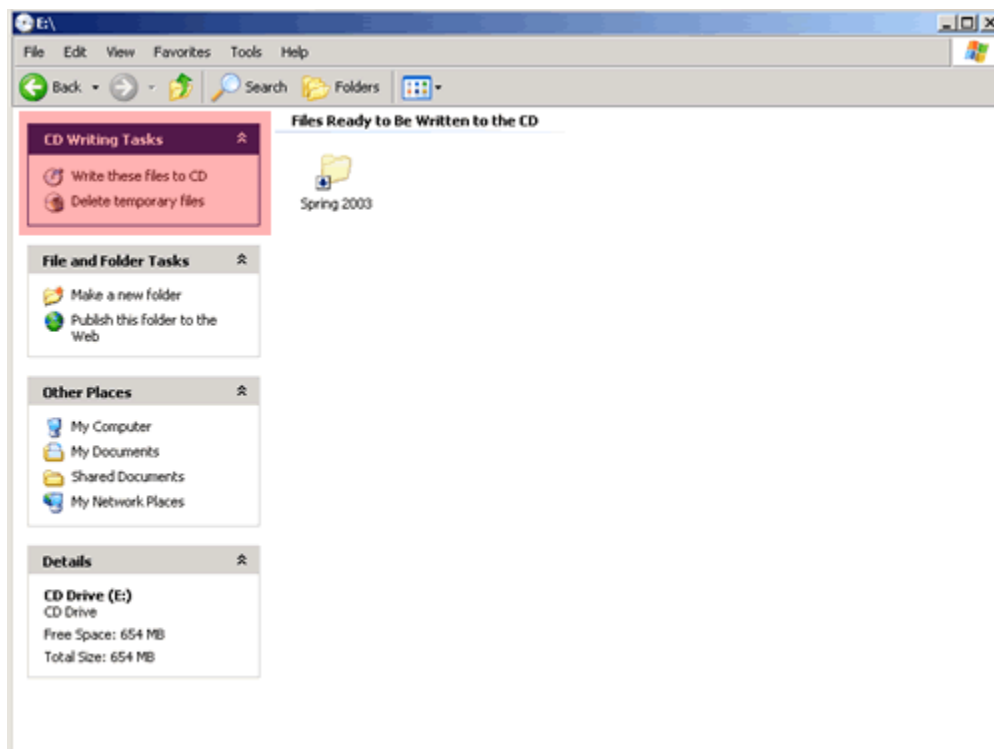 E:\
File Edit View Favorites Tools Help
Back Search Folders
CD Writing Tasks
Write these files to CD
Delete temporary files
File and Folder Tasks
Make a new folder
Publish this folder to the
Web
Other Places
My Computer
My Documents
Shared Documents
My Network Places
Details
CD Drive (E:)
CD Drive
Free Space: 654 MB
Total Size: 654 MB
Files Ready to Be Written to the CD
Spring 2003